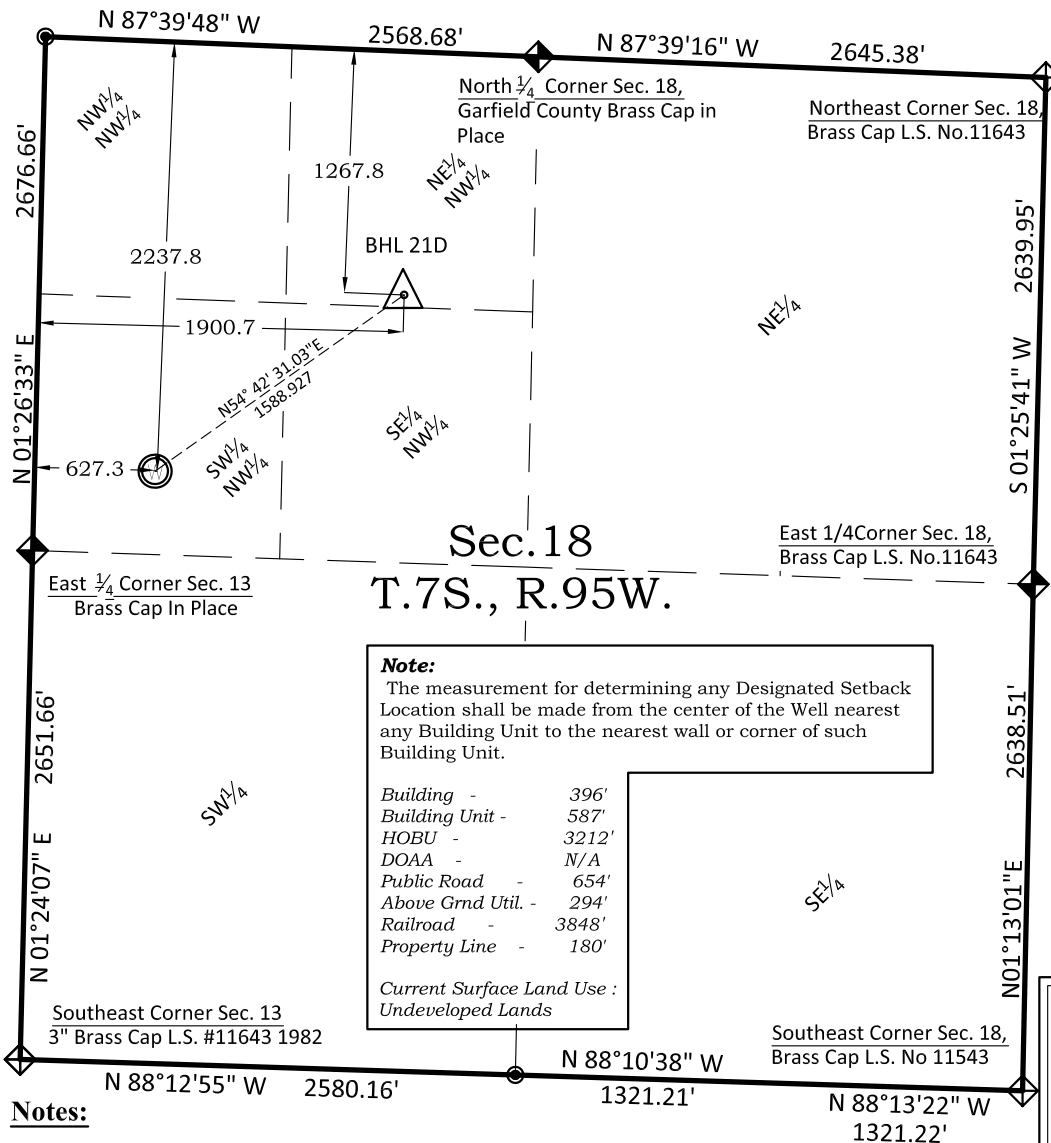 N 87°39'48" W
2568.68'
N 87°39'16" W
2645.38'
North ¼ Corner Sec. 18,
Garfield County Brass Cap in
Place
Northeast Corner Sec. 18,
Brass Cap L.S. No.11643
NW¼
NW¼
NE¼
NW¼
2676.66'
1267.8
2639.95'
2237.8
BHL 21D
NE¼
1900.7
N 01°26'33" E
N54° 42' 31.03"E
1588.927
S 01°25'41" W
SE¼
NW¼
SW¼
NW¼
627.3
Sec.18
T.7S., R.95W.
East 1/4Corner Sec. 18,
Brass Cap L.S. No.11643
East ¼ Corner Sec. 13
Brass Cap In Place
Note:
The measurement for determining any Designated Setback
Location shall be made from the center of the Well nearest
any Building Unit to the nearest wall or corner of such
Building Unit.
Building - 396'
Building Unit - 587'
HOBU - 3212'
DOAA - N/A
Public Road - 654'
Above Grnd Util. - 294'
Railroad - 3848'
Property Line - 180'
Current Surface Land Use :
Undeveloped Lands
2651.66'
2638.51'
SW¼
SE¼
N 01°24'07" E
N01°13'01"E
Southeast Corner Sec. 13
3" Brass Cap L.S. #11643 1982
Southeast Corner Sec. 18,
Brass Cap L.S. No 11543
N 88°12'55" W
2580.16'
N 88°10'38" W
1321.21'
N 88°13'22" W
1321.22'
Notes: